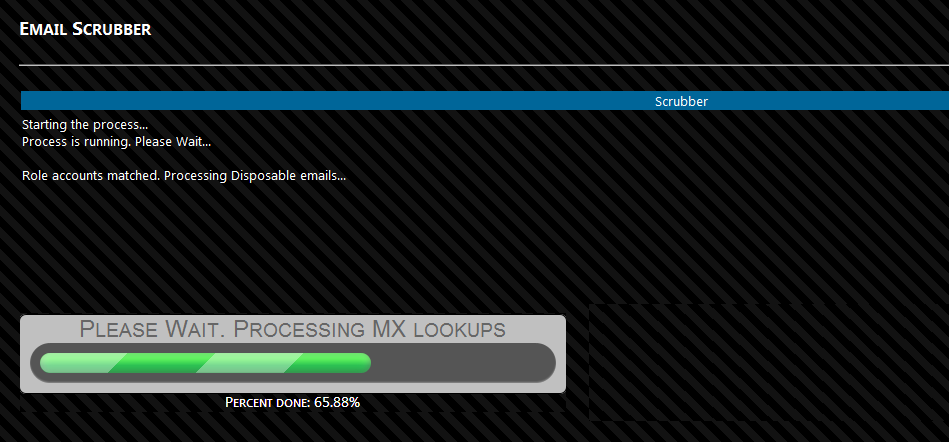 Email Scrubber
Scrubber
Starting the process...
Process is running. Please Wait...
Role accounts matched. Processing Disposable emails...
Please Wait. Processing MX lookups
Percent done: 65.88%